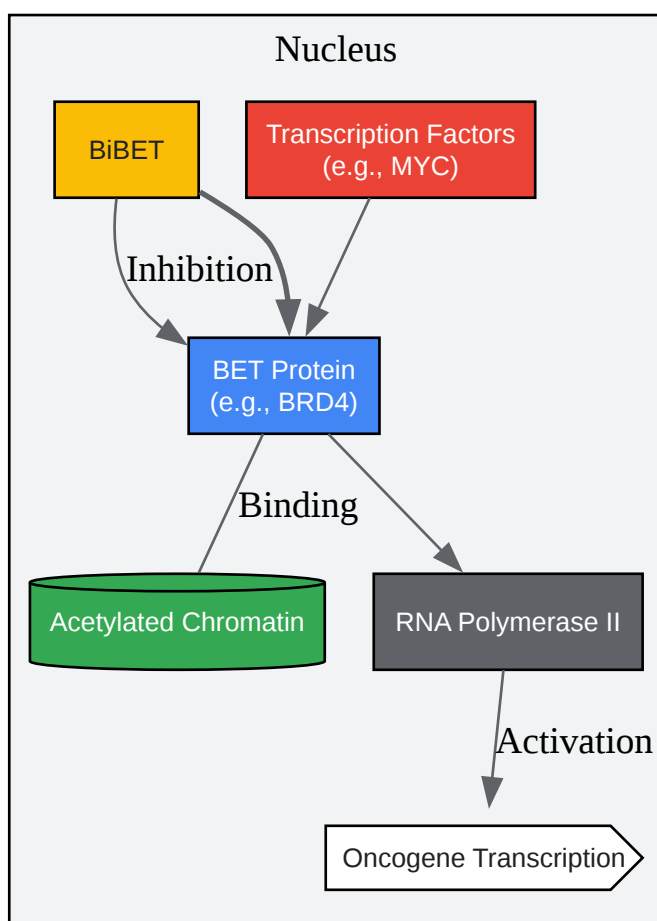 Nucleus
BiBET
Transcription Factors
(e.g., MYC)
Inhibition
BET Protein
(e.g., BRD4)
Binding
Acetylated Chromatin
RNA Polymerase II
Activation
Oncogene Transcription